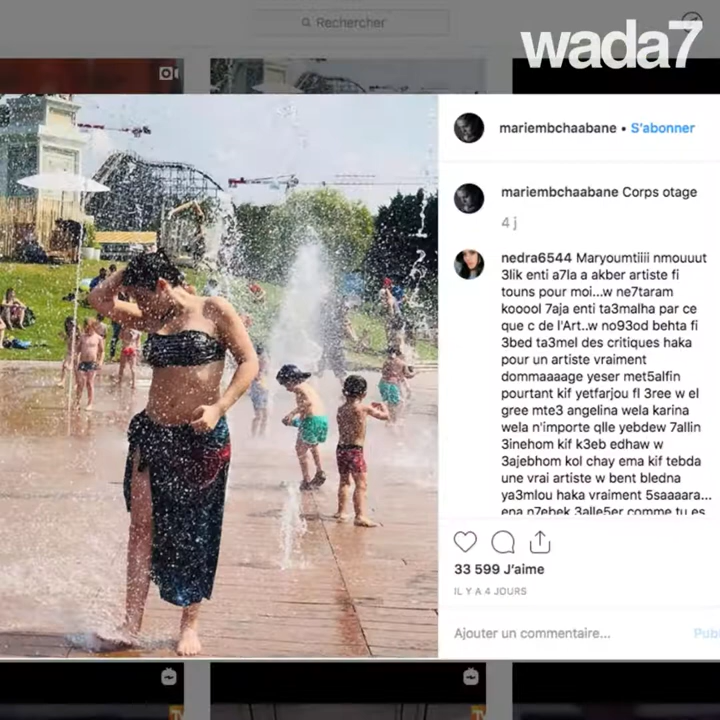 Rechercher
wada7
mariembchaabane • S'abonner
mariembchaabane Corps otage
4 j
nedra6544 Maryoumtiiii nmouuut
3lik enti a7la a akber artiste fi
touns pour moi...w ne7taram
kooool 7aja enti ta3malha par ce
que c de l'Art..w no93od behta fi
3bed ta3mel des critiques haka
pour un artiste vraiment
dommaaaage yeser met5alfin
pourtant kif yetfarjou fl 3ree w el
gree mte3 angelina wela karina
wela n'importe qlle yebdew 7allin
3inehom kif k3eb edhaw w
3ajebhom kol chay ema kif tebda
une vrai artiste w bent bledna
ya3mlou haka vraiment 5saaaara...
ena n7ebek 3alle5er comme tu es
33 599 J'aime
IL Y A 4 JOURS
Ajouter un commentaire...
Publ